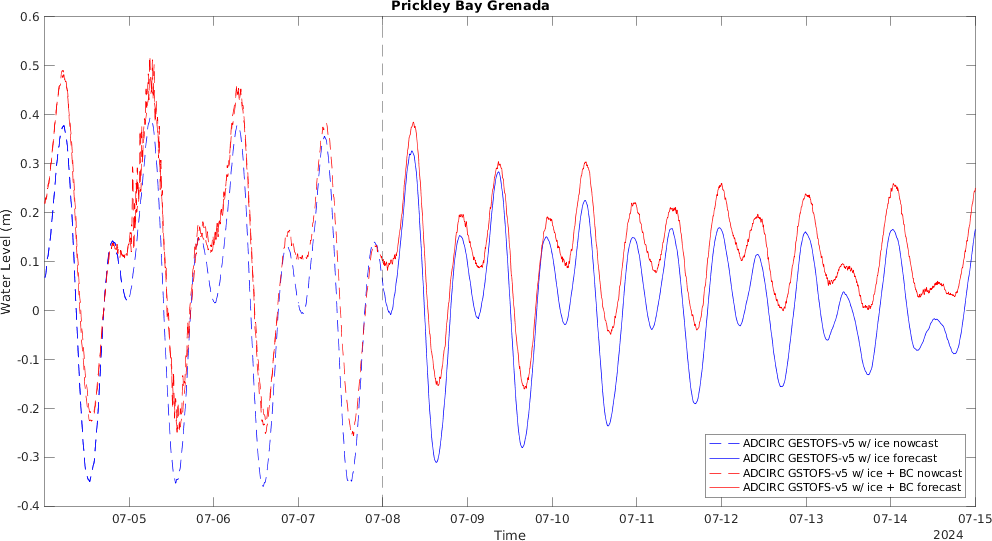 Prickley Bay Grenada
0.6
0.5
0.4
0.3
0.2
0.1
0
-0.1
-0.2
-0.3
-0.4
Water Level (m)
07-05 07-06 07-07 07-08 07-09 07-10 07-11 07-12 07-13 07-14 07-15
Time
2024
ADCIRC GESTOFS-v5 w/ ice nowcast
ADCIRC GESTOFS-v5 w/ ice forecast
ADCIRC GSTOFS-v5 w/ ice + BC nowcast
ADCIRC GSTOFS-v5 w/ ice + BC forecast